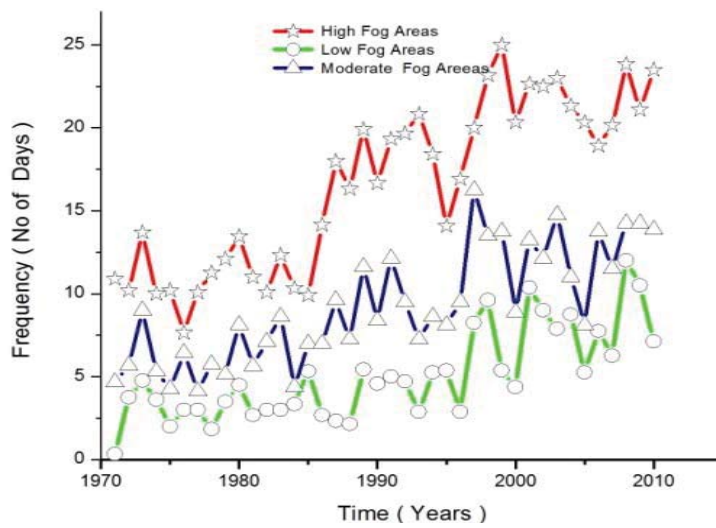 High Fog Areas
Low Fog Areas
Moderate Fog Areeas
25
20
15
10
5
0
Frequency ( No of Days )
1970
1980
1990
2000
2010
Time ( Years )